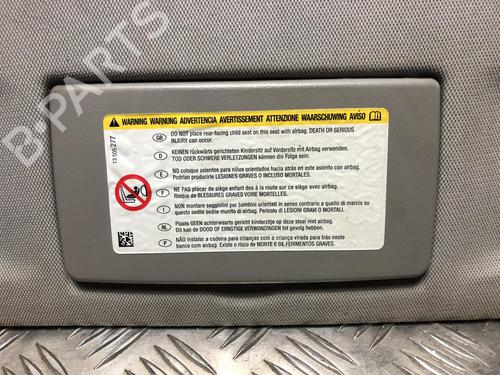 B-PARTS
WARNING WARNUNG ADVERTENCIA AVERTISSEMENT ATTENZIONE WAARSCHUWING AVISO
13505277
GB DO NOT place rear-facing child seat on this seat with airbag. DEATH OR SERIOUS
INJURY can occur.
D KEINEN rückwärts gerichteten Kindersitz auf Vordersitz mit Airbag verwenden.
TOD ODER SCHWERE VERLETZUNGEN können die Folge sein.
E NO coloque asientos para niños orientados hacia atrás en este asiento con airbag.
Podrían producirse LESIONES GRAVES O INCLUSO MORTALES.
F NE PAS placer de siège enfant dos à la route sur ce siège avec airbag.
Risque de BLESSURES GRAVES VOIRE MORTELLES.
I NON montare seggiolini per bambini orientati in senso contrario a quello di marcia su
questo sedile munito di airbag. Pericolo di LESIONI GRAVI O MORTALI.
NL Plaats GEEN achterwaarts gericht kinderzitje op deze stoel met airbag.
Dit kan de DOOD OF ERNSTIGE VERWONDINGEN tot gevolg hebben.
P NÃO instalar a cadeira para crianças com a criança virada para trás neste
banco com airbag. Existe o risco de MORTE E DE FERIMENTOS GRAVES.